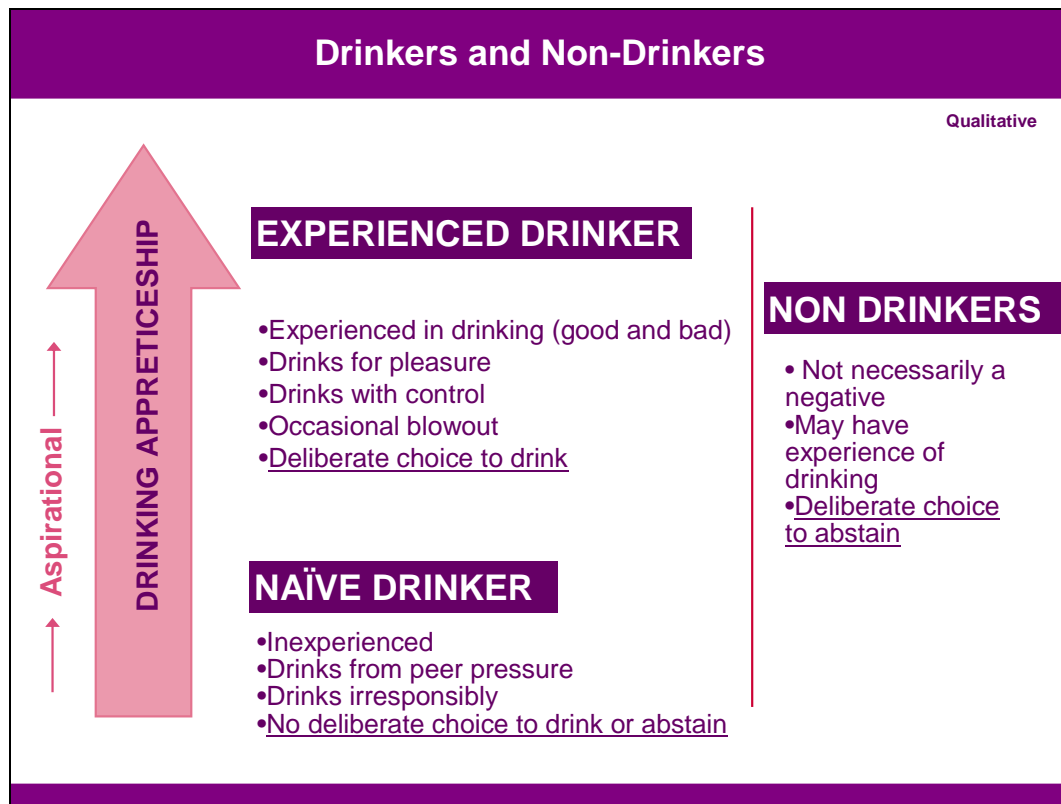 Drinkers and Non-Drinkers
Qualitative
DRINKING APPRETICESHIP
Aspirational
EXPERIENCED DRINKER
•Experienced in drinking (good and bad)
•Drinks for pleasure
•Drinks with control
•Occasional blowout
•Deliberate choice to drink
NAÏVE DRINKER
•Inexperienced
•Drinks from peer pressure
•Drinks irresponsibly
•No deliberate choice to drink or abstain
NON DRINKERS
• Not necessarily a
negative
•May have
experience of
drinking
•Deliberate choice
to abstain